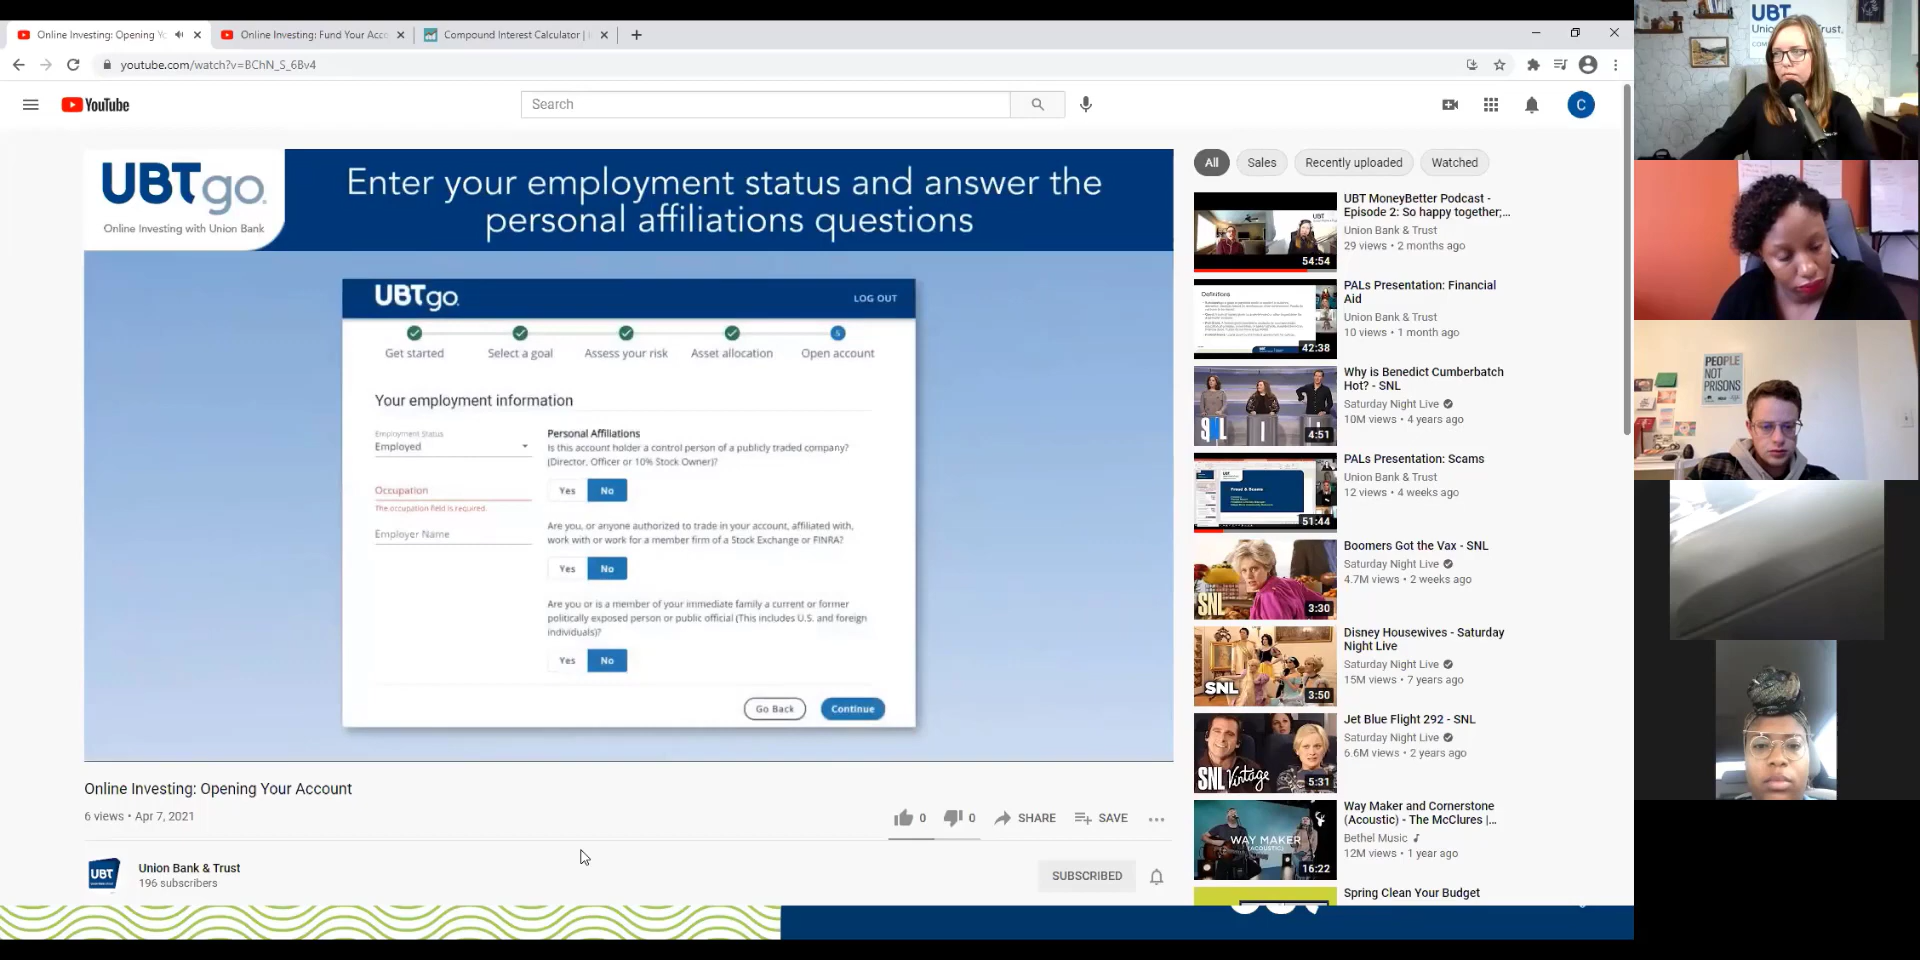 Online Investing: Opening Yo
Online Investing: Fund Your Acco
Compound Interest Calculator | I
youtube.com/watch?v=BChN_S_6Bv4
YouTube
Search
C
UBTgo.
Online Investing with Union Bank
Enter your employment status and answer the
personal affiliations questions
UBTgo.
LOG OUT
5
Get started
Select a goal
Assess your risk
Asset allocation
Open account
Your employment information
Employment Status
Employed
Occupation
The occupation field is required.
Employer Name
Personal Affiliations
Is this account holder a control person of a publicly traded company?
(Director, Officer or 10% Stock Owner)?
Yes No
Are you, or anyone authorized to trade in your account, affiliated with,
work with or work for a member firm of a Stock Exchange or FINRA?
Yes No
Are you or is a member of your immediate family a current or former
politically exposed person or public official (This includes U.S. and foreign
individuals)?
Yes No
Go Back Continue
Online Investing: Opening Your Account
6 views • Apr 7, 2021
0 0 SHARE SAVE
UBT
Union Bank & Trust
196 subscribers
SUBSCRIBED
All Sales Recently uploaded Watched
UBT
54:54
UBT MoneyBetter Podcast -
Episode 2: So happy together;...
Union Bank & Trust
29 views • 2 months ago
Definitions
42:38
PALs Presentation: Financial
Aid
Union Bank & Trust
10 views • 1 month ago
4:51
Why is Benedict Cumberbatch
Hot? - SNL
Saturday Night Live
10M views • 4 years ago
Fraud & Scams
51:44
PALs Presentation: Scams
Union Bank & Trust
12 views • 4 weeks ago
SNL
3:30
Boomers Got the Vax - SNL
Saturday Night Live
4.7M views • 2 weeks ago
SNL
3:50
Disney Housewives - Saturday
Night Live
Saturday Night Live
15M views • 7 years ago
SNL Vintage
5:31
Jet Blue Flight 292 - SNL
Saturday Night Live
6.6M views • 2 years ago
WAY MAKER
(ACOUSTIC)
16:22
Way Maker and Cornerstone
(Acoustic) - The McClures |...
Bethel Music
12M views • 1 year ago
Spring Clean Your Budget
UBT
PEOPLE
NOT
PRISONS